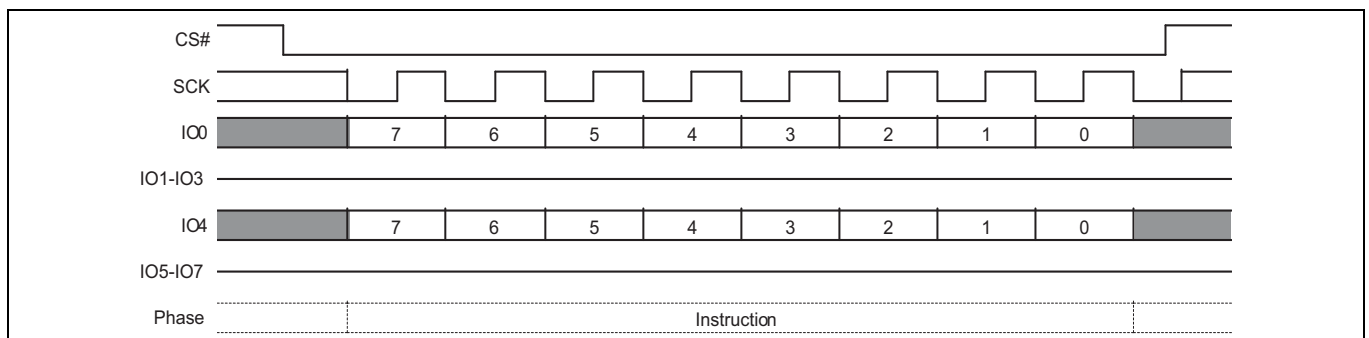 CS#
SCK
IO0 7 6 5 4 3 2 1 0
IO1-IO3
IO4 7 6 5 4 3 2 1 0
IO5-IO7
Phase Instruction